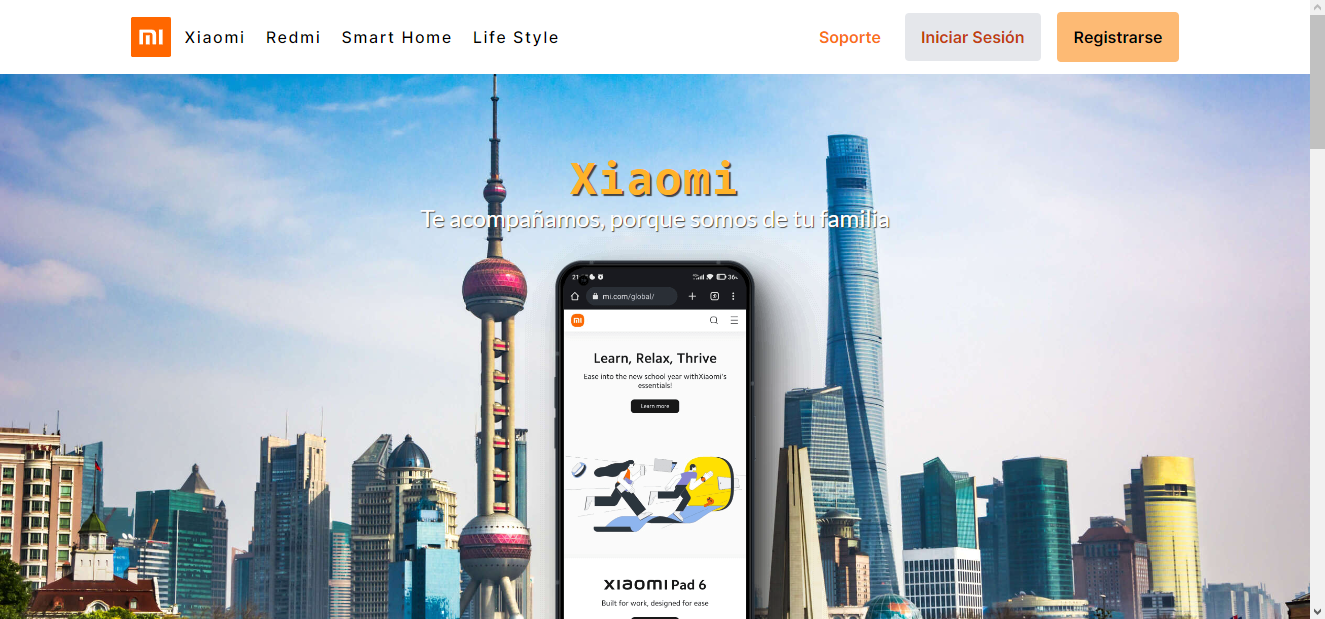 mi Xiaomi Redmi Smart Home Life Style Soporte Iniciar Sesión Registrarse
Xiaomi
Te acompañamos, porque somos de tu familia
mi.com/global/
mi
Learn, Relax, Thrive
Ease into the new school year withXiaomi's
essentials!
Learn more
xiaomi Pad 6
Built for work, designed for ease